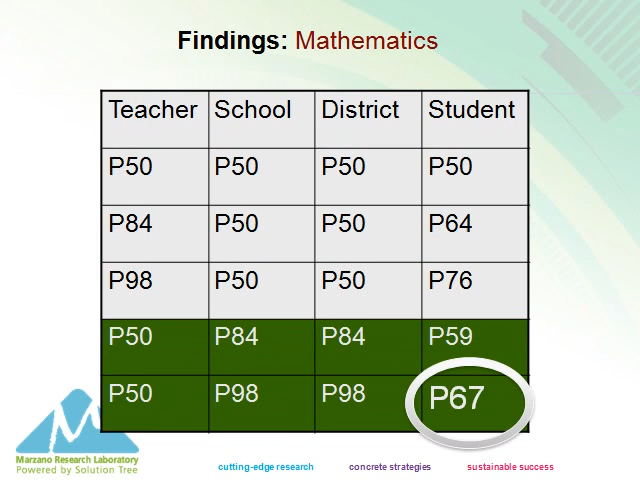 Findings: Mathematics
Teacher School District Student
P50 P50 P50 P50
P84 P50 P50 P64
P98 P50 P50 P76
P50 P84 P84 P59
P50 P98 P98 P67
Marzano Research Laboratory
Powered by Solution Tree
cutting-edge research concrete strategies sustainable success